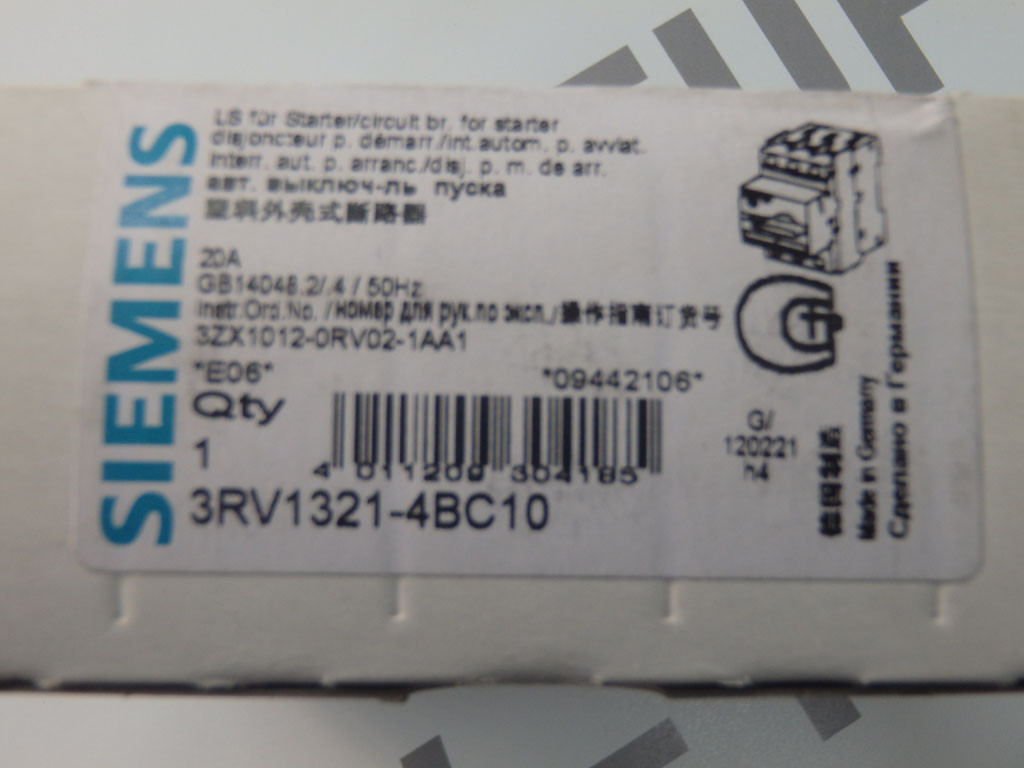 SIEMENS
LS für Starter/circuit br. for starter
disjoncteur p. démarr./int.autom. p. avviat.
interr. aut. p. arranc./disj. p. m. de arr.
авт. выключ-ль пуска
塑壳外壳式断路器
20A
GB14048.2/.4 / 50Hz
Instr.Ord.No. /номер для рук.по эксп./操作指南订货号
3ZX1012-0RV02-1AA1
"E06"
*09442106*
Qty
1
4 011209 304185
3RV1321-4BC10
G/
120221
h4
德国制造
Made in Germany
Сделано в Германии